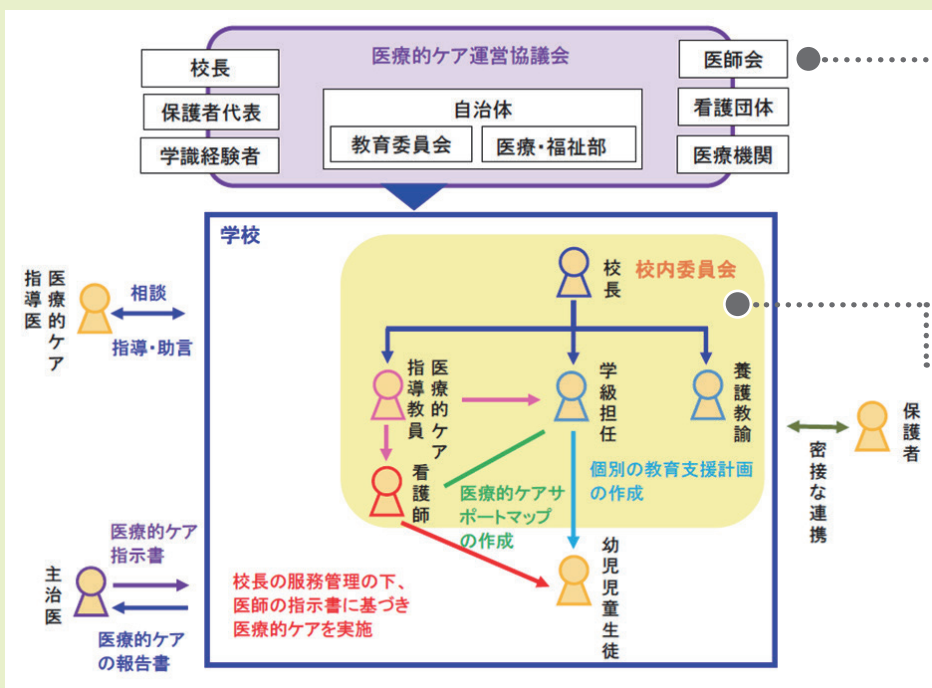 医療的ケア運営協議会
校長
保護者代表
学識経験者
自治体
教育委員会
医療・福祉部
医師会
看護団体
医療機関
学校
校内委員会
校長
医療的ケア
指導医
相談
指導・助言
医療的ケア
指導教員
学級担任
養護教諭
看護師
医療的ケアサ
ポートマップ
の作成
個別の教育支援計画
の作成
保護者
密接な連携
主治医
医療的ケア
指示書
医療的ケア
の報告書
校長の服務管理の下、
医師の指示書に基づき
医療的ケアを実施
幼児児童生徒